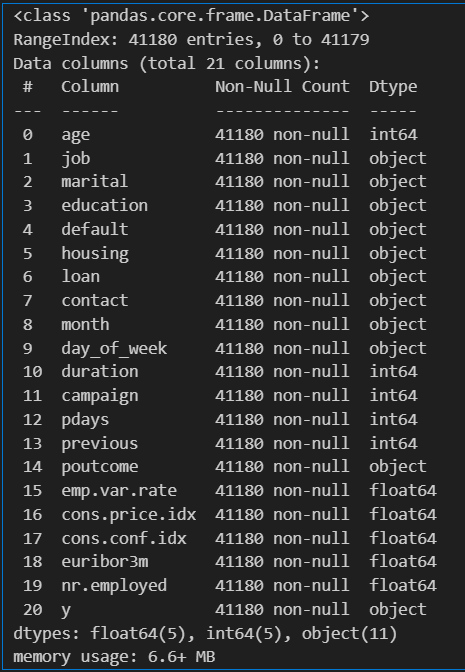 <class 'pandas.core.frame.DataFrame'>
RangeIndex: 41180 entries, 0 to 41179
Data columns (total 21 columns):
 #   Column          Non-Null Count  Dtype
---  ------          --------------  -----
 0   age             41180 non-null  int64
 1   job             41180 non-null  object
 2   marital         41180 non-null  object
 3   education       41180 non-null  object
 4   default         41180 non-null  object
 5   housing         41180 non-null  object
 6   loan            41180 non-null  object
 7   contact         41180 non-null  object
 8   month           41180 non-null  object
 9   day_of_week     41180 non-null  object
 10  duration        41180 non-null  int64
 11  campaign        41180 non-null  int64
 12  pdays           41180 non-null  int64
 13  previous        41180 non-null  int64
 14  poutcome        41180 non-null  object
 15  emp.var.rate    41180 non-null  float64
 16  cons.price.idx  41180 non-null  float64
 17  cons.conf.idx   41180 non-null  float64
 18  euribor3m       41180 non-null  float64
 19  nr.employed     41180 non-null  float64
 20  y               41180 non-null  object
dtypes: float64(5), int64(5), object(11)
memory usage: 6.6+ MB